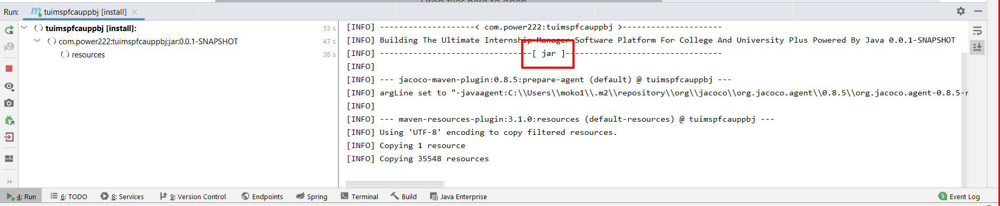 Drop files here to open
Run: tuimspfcauppbj [install]
tuimspfcauppbj [install]: 53 s
com.power222:tuimspfcauppbj:jar:0.0.1-SNAPSHOT 47 s
resources 38 s
[INFO] --------------------< com.power222:tuimspfcauppbj >---------------------
[INFO] Building The Ultimate Internship Manager Software Platform For College And University Plus Powered By Java 0.0.1-SNAPSHOT
[INFO] --------------------------------[ jar ]---------------------------------
[INFO]
[INFO] --- jacoco-maven-plugin:0.8.5:prepare-agent (default) @ tuimspfcauppbj ---
[INFO] argLine set to "-javaagent:C:\\Users\\moko1\\.m2\\repository\\org\\jacoco\\org.jacoco.agent\\0.8.5\\org.jacoco.agent-0.8.5-r
[INFO]
[INFO] --- maven-resources-plugin:3.1.0:resources (default-resources) @ tuimspfcauppbj ---
[INFO] Using 'UTF-8' encoding to copy filtered resources.
[INFO] Copying 1 resource
[INFO] Copying 35548 resources
4: Run 6: TODO 8: Services 9: Version Control Endpoints Spring Terminal Build Java Enterprise 5 Event Log